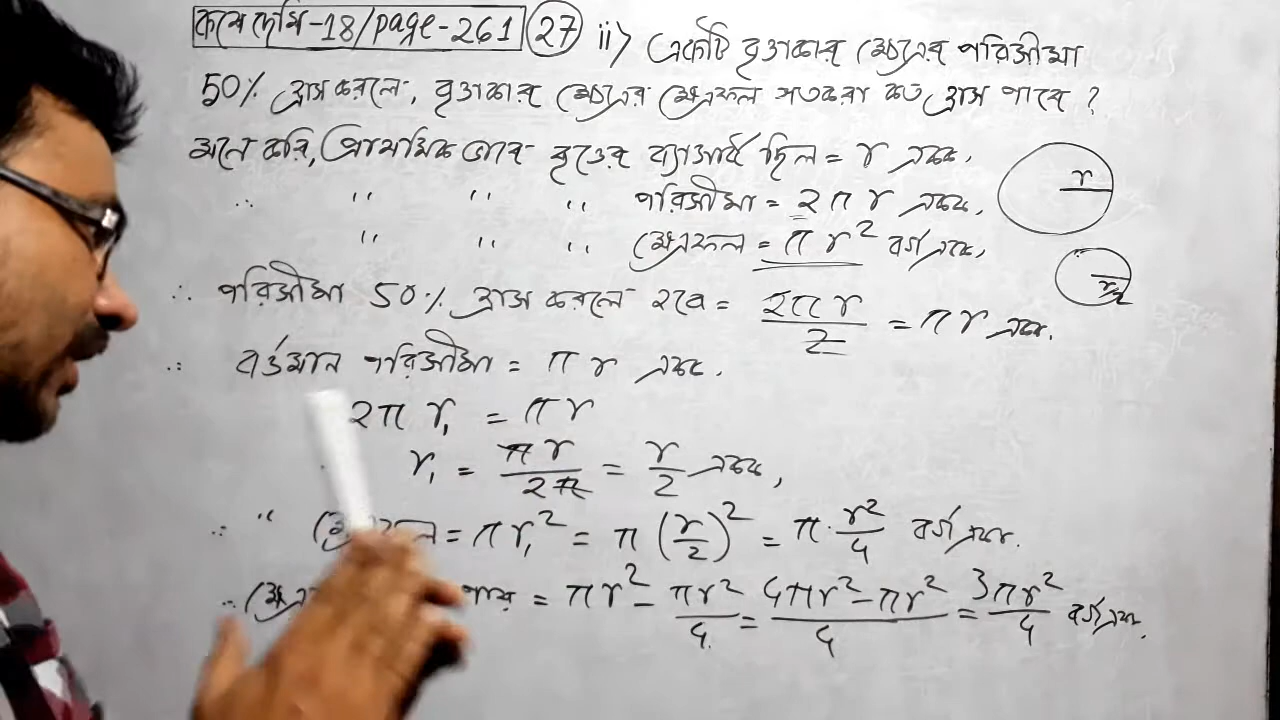 কষে দেখি-18/page-261 (27) ii> একটি বৃত্তাকার ক্ষেত্রের পরিসীমা
50% হ্রাস করলে, বৃত্তাকার ক্ষেত্রের ক্ষেত্রফল শতকরা কত হ্রাস পাবে ?
মনে করি, প্রাথমিক ভাবে বৃত্তের ব্যাসার্ধ ছিল = r একক,
r
∴ " " " পরিসীমা = 2πr একক,
" " " ক্ষেত্রফল = πr² বর্গ একক,
r/2
∴ পরিসীমা 50% হ্রাস করলে হবে = 2πr/2 = πr একক.
∴ বর্তমান পরিসীমা = πr একক.
2πr₁ = πr
r₁ = πr/2π = r/2 একক,
∴ " = πr₁² = π(r/2)² = π·r²/4 বর্গ একক.
∴ = πr² - πr²/4 = 4πr²-πr²/4 = 3πr²/4 বর্গ একক.